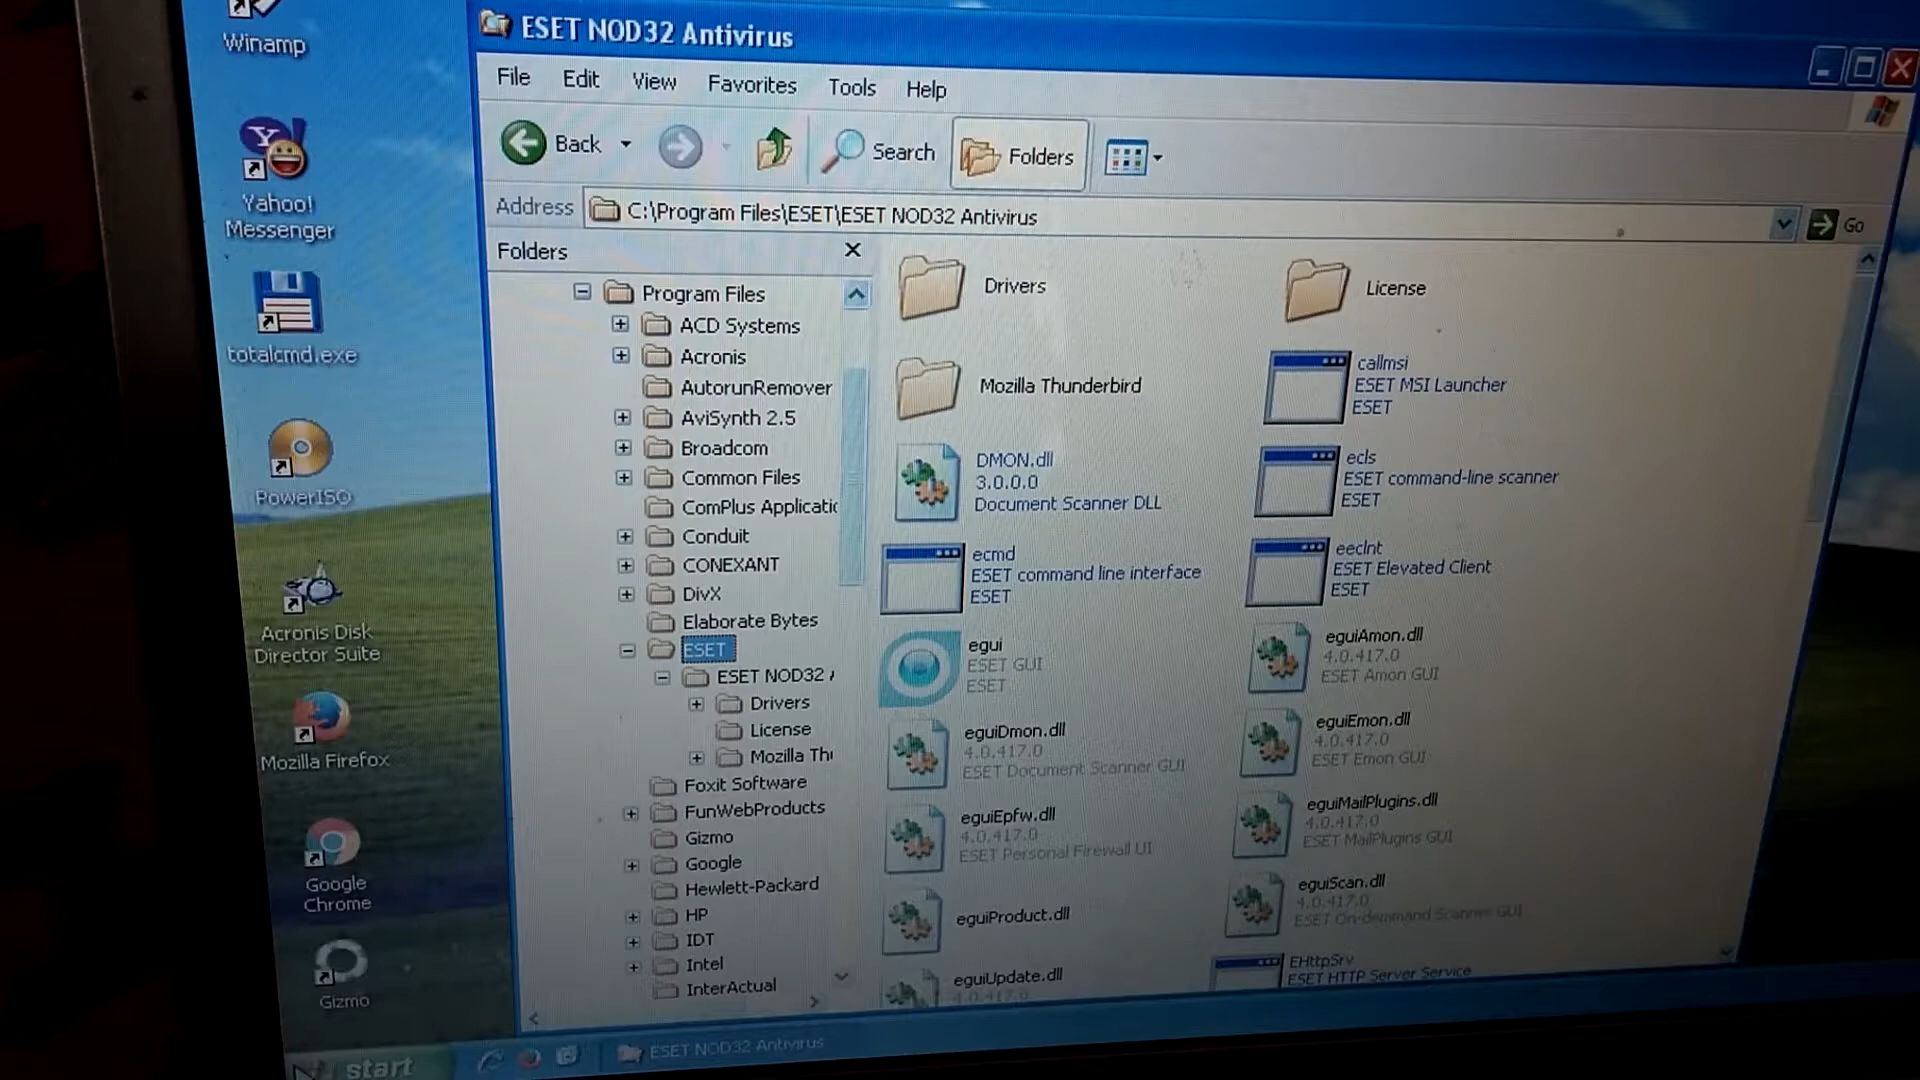 Winamp
Yahoo!
Messenger
totalcmd.exe
PowerISO
Acronis Disk
Director Suite
Mozilla Firefox
Google
Chrome
Gizmo
ESET NOD32 Antivirus
File Edit View Favorites Tools Help
Back Search Folders
Address C:\Program Files\ESET\ESET NOD32 Antivirus Go
Folders
Program Files
ACD Systems
Acronis
AutorunRemover
AviSynth 2.5
Broadcom
Common Files
ComPlus Applicatic
Conduit
CONEXANT
DivX
Elaborate Bytes
ESET
ESET NOD32 A
Drivers
License
Mozilla Thu
Foxit Software
FunWebProducts
Gizmo
Google
Hewlett-Packard
HP
IDT
Intel
InterActual
Drivers
License
Mozilla Thunderbird
callmsi
ESET MSI Launcher
ESET
DMON.dll
3.0.0.0
Document Scanner DLL
ecls
ESET command-line scanner
ESET
ecmd
ESET command line interface
ESET
eeclnt
ESET Elevated Client
ESET
egui
ESET GUI
ESET
eguiAmon.dll
4.0.417.0
ESET Amon GUI
eguiDmon.dll
4.0.417.0
ESET Document Scanner GUI
eguiEmon.dll
4.0.417.0
ESET Emon GUI
eguiEpfw.dll
4.0.417.0
ESET Personal Firewall UI
eguiMailPlugins.dll
4.0.417.0
ESET MailPlugins GUI
eguiProduct.dll
eguiScan.dll
4.0.417.0
ESET On-demand Scanner GUI
eguiUpdate.dll
4.0.417.0
EHttpSrv
ESET HTTP Server Service
start
ESET NOD32 Antivirus